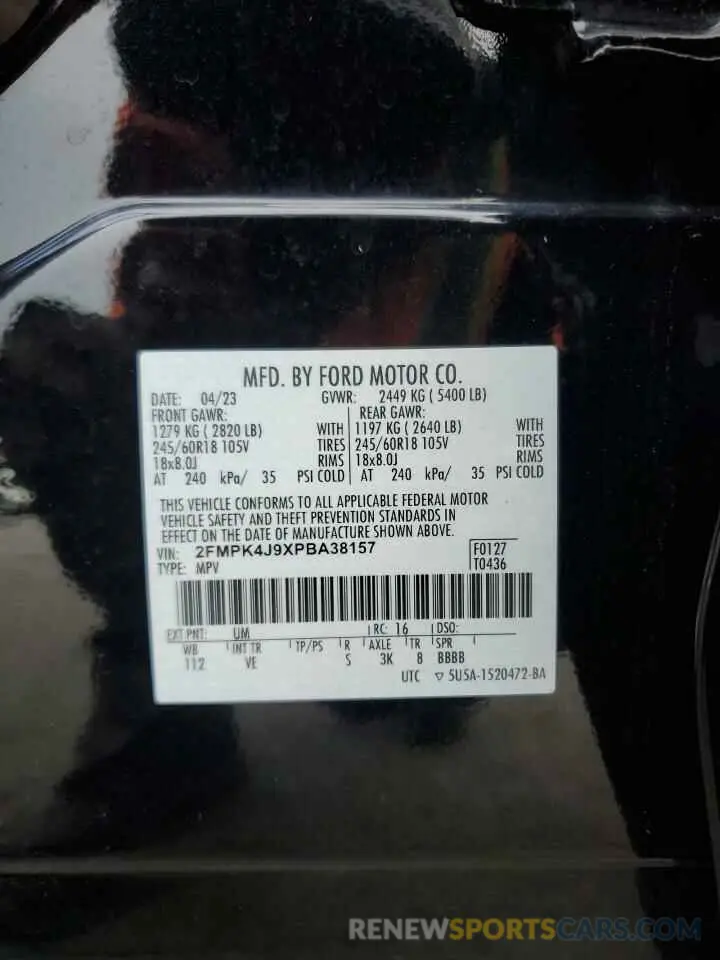 MFD. BY FORD MOTOR CO.
DATE: 04/23 GVWR: 2449 KG ( 5400 LB)
FRONT GAWR: REAR GAWR:
1279 KG ( 2820 LB) WITH 1197 KG ( 2640 LB) WITH
245/60R18 105V TIRES 245/60R18 105V TIRES
18x8.0J RIMS 18x8.0J RIMS
AT 240 kPa/ 35 PSI COLD AT 240 kPa/ 35 PSI COLD
THIS VEHICLE CONFORMS TO ALL APPLICABLE FEDERAL MOTOR
VEHICLE SAFETY AND THEFT PREVENTION STANDARDS IN
EFFECT ON THE DATE OF MANUFACTURE SHOWN ABOVE.
VIN: 2FMPK4J9XPBA38157 F0127
TYPE: MPV T0436
EXT PNT: UM RC: 16 DSO:
WB INT TR TP/PS R AXLE TR SPR
112 VE S 3K 8 BBBB
UTC ▽ 5U5A-1520472-BA
RENEWSPORTSCARS.COM